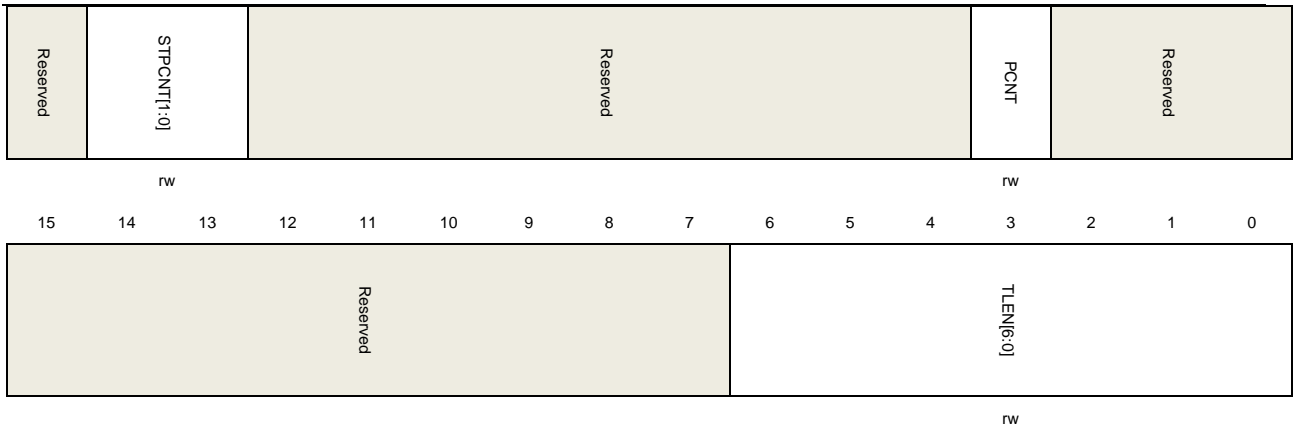 Reserved STPCNT[1:0] Reserved PCNT Reserved
rw rw
15 14 13 12 11 10 9 8 7 6 5 4 3 2 1 0
Reserved TLEN[6:0]
rw